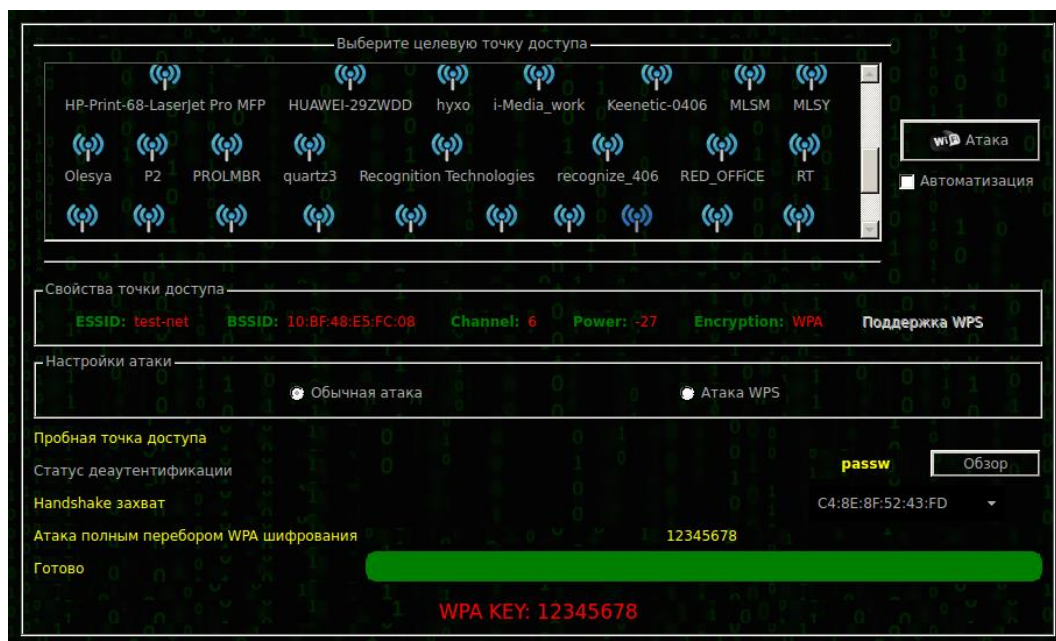 Выберите целевую точку доступа
HP-Print-68-LaserJet Pro MFP HUAWEI-29ZWDD hyxo i-Media_work Keenetic-0406 MLSM MLSY
Olesya P2 PROLMBR quartz3 Recognition Technologies recognize_406 RED_OFFiCE RT
WiFi Атака
Автоматизация
Свойства точки доступа
ESSID: test-net BSSID: 10:BF:48:E5:FC:08 Channel: 6 Power: -27 Encryption: WPA Поддержка WPS
Настройки атаки
Обычная атака Атака WPS
Пробная точка доступа
Статус деаутентификации passw Обзор
Handshake захват C4:8E:8F:52:43:FD
Атака полным перебором WPA шифрования 12345678
Готово
WPA KEY: 12345678